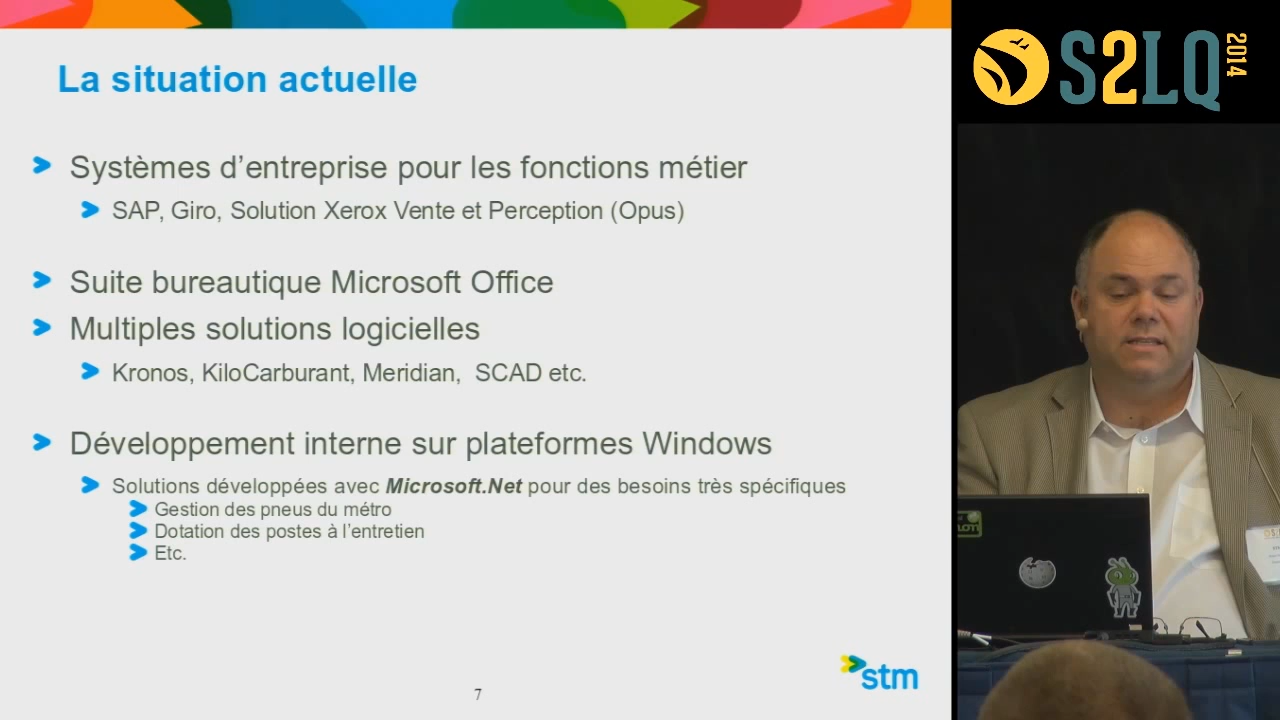 La situation actuelle
Systèmes d’entreprise pour les fonctions métier
SAP, Giro, Solution Xerox Vente et Perception (Opus)
Suite bureautique Microsoft Office
Multiples solutions logicielles
Kronos, KiloCarburant, Meridian, SCAD etc.
Développement interne sur plateformes Windows
Solutions développées avec Microsoft.Net pour des besoins très spécifiques
Gestion des pneus du métro
Dotation des postes à l’entretien
Etc.
stm
7
S2LQ 2014